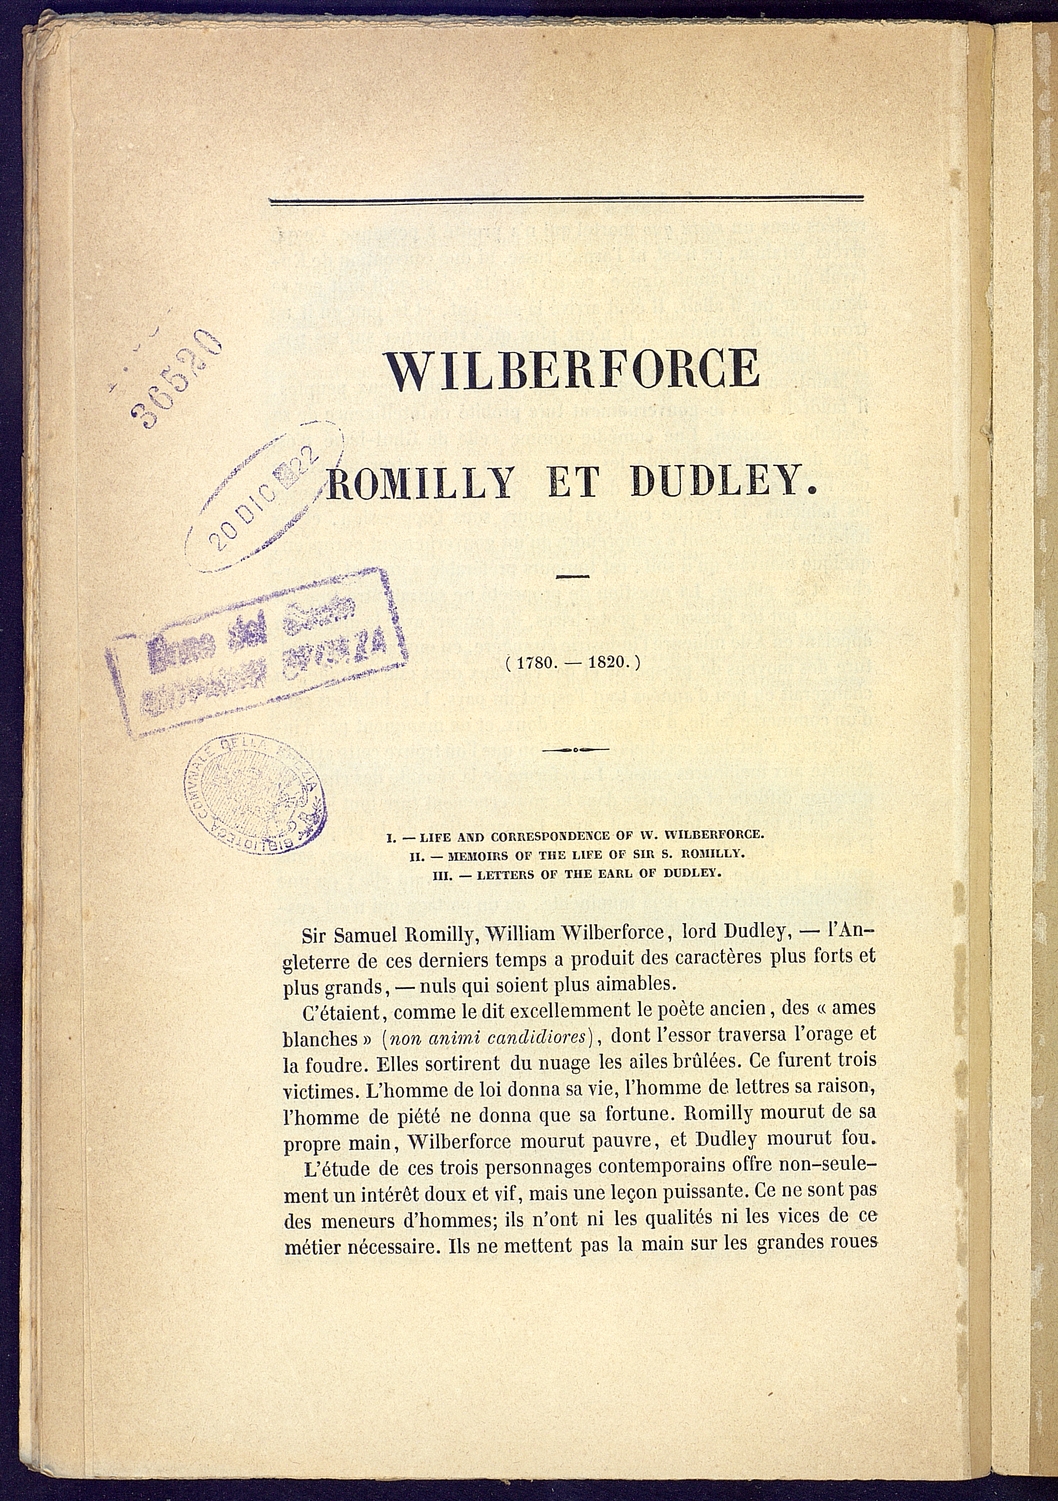 WILBERFORCE
ROMILLY ET DUDLEY.
( 1780. — 1820. )
36520
20 DIC 22
BIBLIOTECA COMVNALE DELLA SPEZIA
I. — LIFE AND CORRESPONDENCE OF W. WILBERFORCE.
II. — MEMOIRS OF THE LIFE OF SIR S. ROMILLY.
III. — LETTERS OF THE EARL OF DUDLEY.
Sir Samuel Romilly, William Wilberforce, lord Dudley, — l'An-
gleterre de ces derniers temps a produit des caractères plus forts et
plus grands, — nuls qui soient plus aimables.
C'étaient, comme le dit excellemment le poète ancien, des « ames
blanches » (non animi candidiores), dont l'essor traversa l'orage et
la foudre. Elles sortirent du nuage les ailes brûlées. Ce furent trois
victimes. L'homme de loi donna sa vie, l'homme de lettres sa raison,
l'homme de piété ne donna que sa fortune. Romilly mourut de sa
propre main, Wilberforce mourut pauvre, et Dudley mourut fou.
L'étude de ces trois personnages contemporains offre non-seule-
ment un intérêt doux et vif, mais une leçon puissante. Ce ne sont pas
des meneurs d'hommes; ils n'ont ni les qualités ni les vices de ce
métier nécessaire. Ils ne mettent pas la main sur les grandes roues